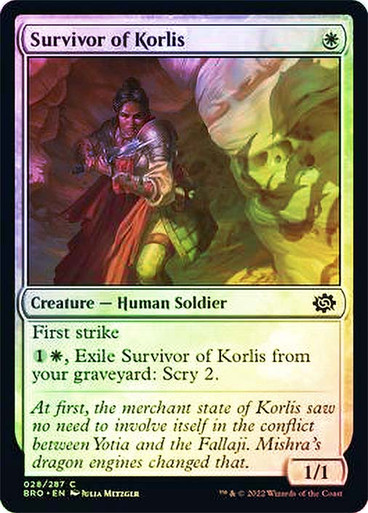 Survivor of Korlis
Creature — Human Soldier
First strike
1, Exile Survivor of Korlis from
your graveyard: Scry 2.
At first, the merchant state of Korlis saw
no need to involve itself in the conflict
between Yotia and the Fallaji. Mishra's
dragon engines changed that.
1/1
028/287 C
BRO • EN Julia Metzger
™ & © 2022 Wizards of the Coast